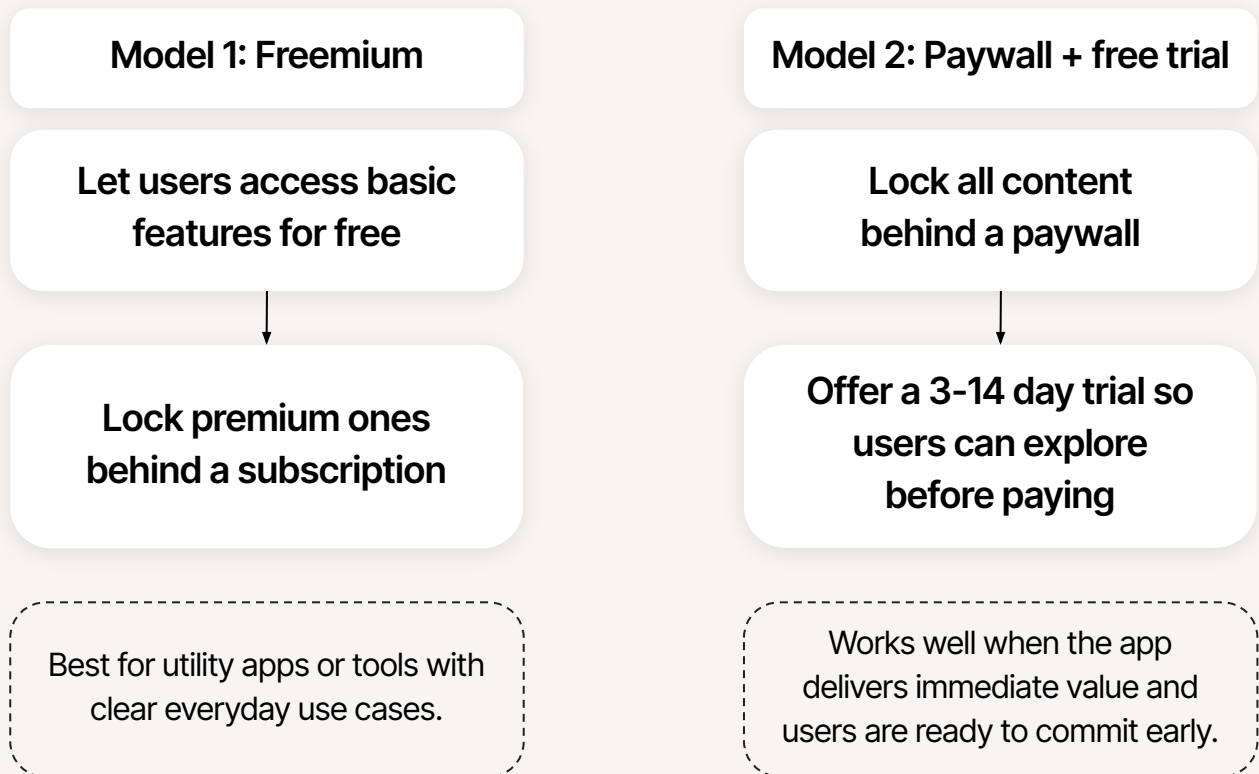 Model 1: Freemium
Let users access basic
features for free
Lock premium ones
behind a subscription
Best for utility apps or tools with
clear everyday use cases.
Model 2: Paywall + free trial
Lock all content
behind a paywall
Offer a 3-14 day trial so
users can explore
before paying
Works well when the app
delivers immediate value and
users are ready to commit early.